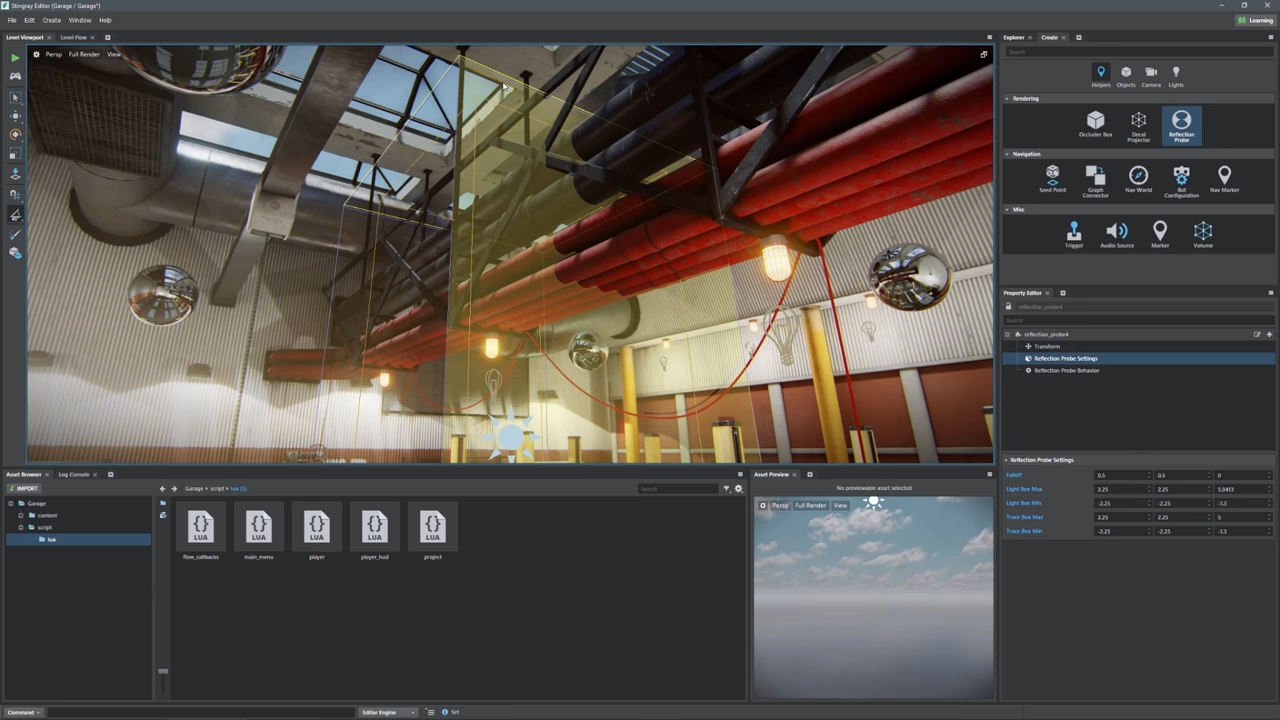 Stingray Editor (Garage / Garage*)
File Edit Create Window Help
Learning
Level Viewport Level Flow
Persp Full Render View
Explorer Create
Search
Helpers Objects Camera Lights
Rendering
Occluder Box
Decal Projector
Reflection Probe
Navigation
Seed Point
Graph Connector
Nav World
Bot Configuration
Nav Marker
Misc
Trigger Audio Source Marker Volume
Property Editor
reflection_probe4
Search
reflection_probe4
Transform
Reflection Probe Settings
Reflection Probe Behavior
Reflection Probe Settings
Falloff 0.5 0.5 0
Light Box Max 2.25 2.25 5.0413
Light Box Min -2.25 -2.25 -1.3
Trace Box Max 2.25 2.25 5
Trace Box Min -2.25 -2.25 -1.3
Asset Browser Log Console
IMPORT
Garage
content
script
lua
Garage script lua (5)
Search
{ } LUA
{ } LUA
{ } LUA
{ } LUA
{ } LUA
flow_callbacks main_menu player player_hud project
Asset Preview
No previewable asset selected
Persp Full Render View
Command
Editor Engine
Set